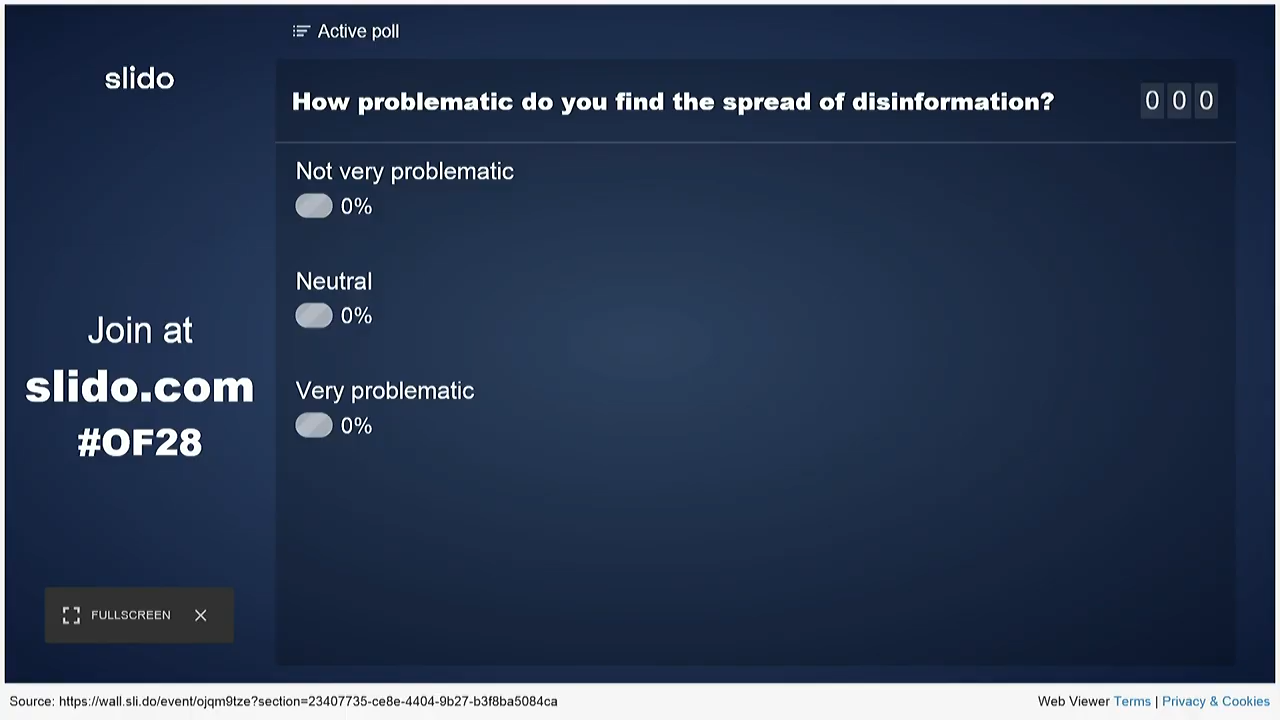 Active poll
slido
How problematic do you find the spread of disinformation?
0 0 0
Not very problematic
0%
Neutral
0%
Very problematic
0%
Join at
slido.com
#OF28
FULLSCREEN
Source: https://wall.sli.do/event/ojqm9tze?section=23407735-ce8e-4404-9b27-b3f8ba5084ca
Web Viewer Terms | Privacy & Cookies